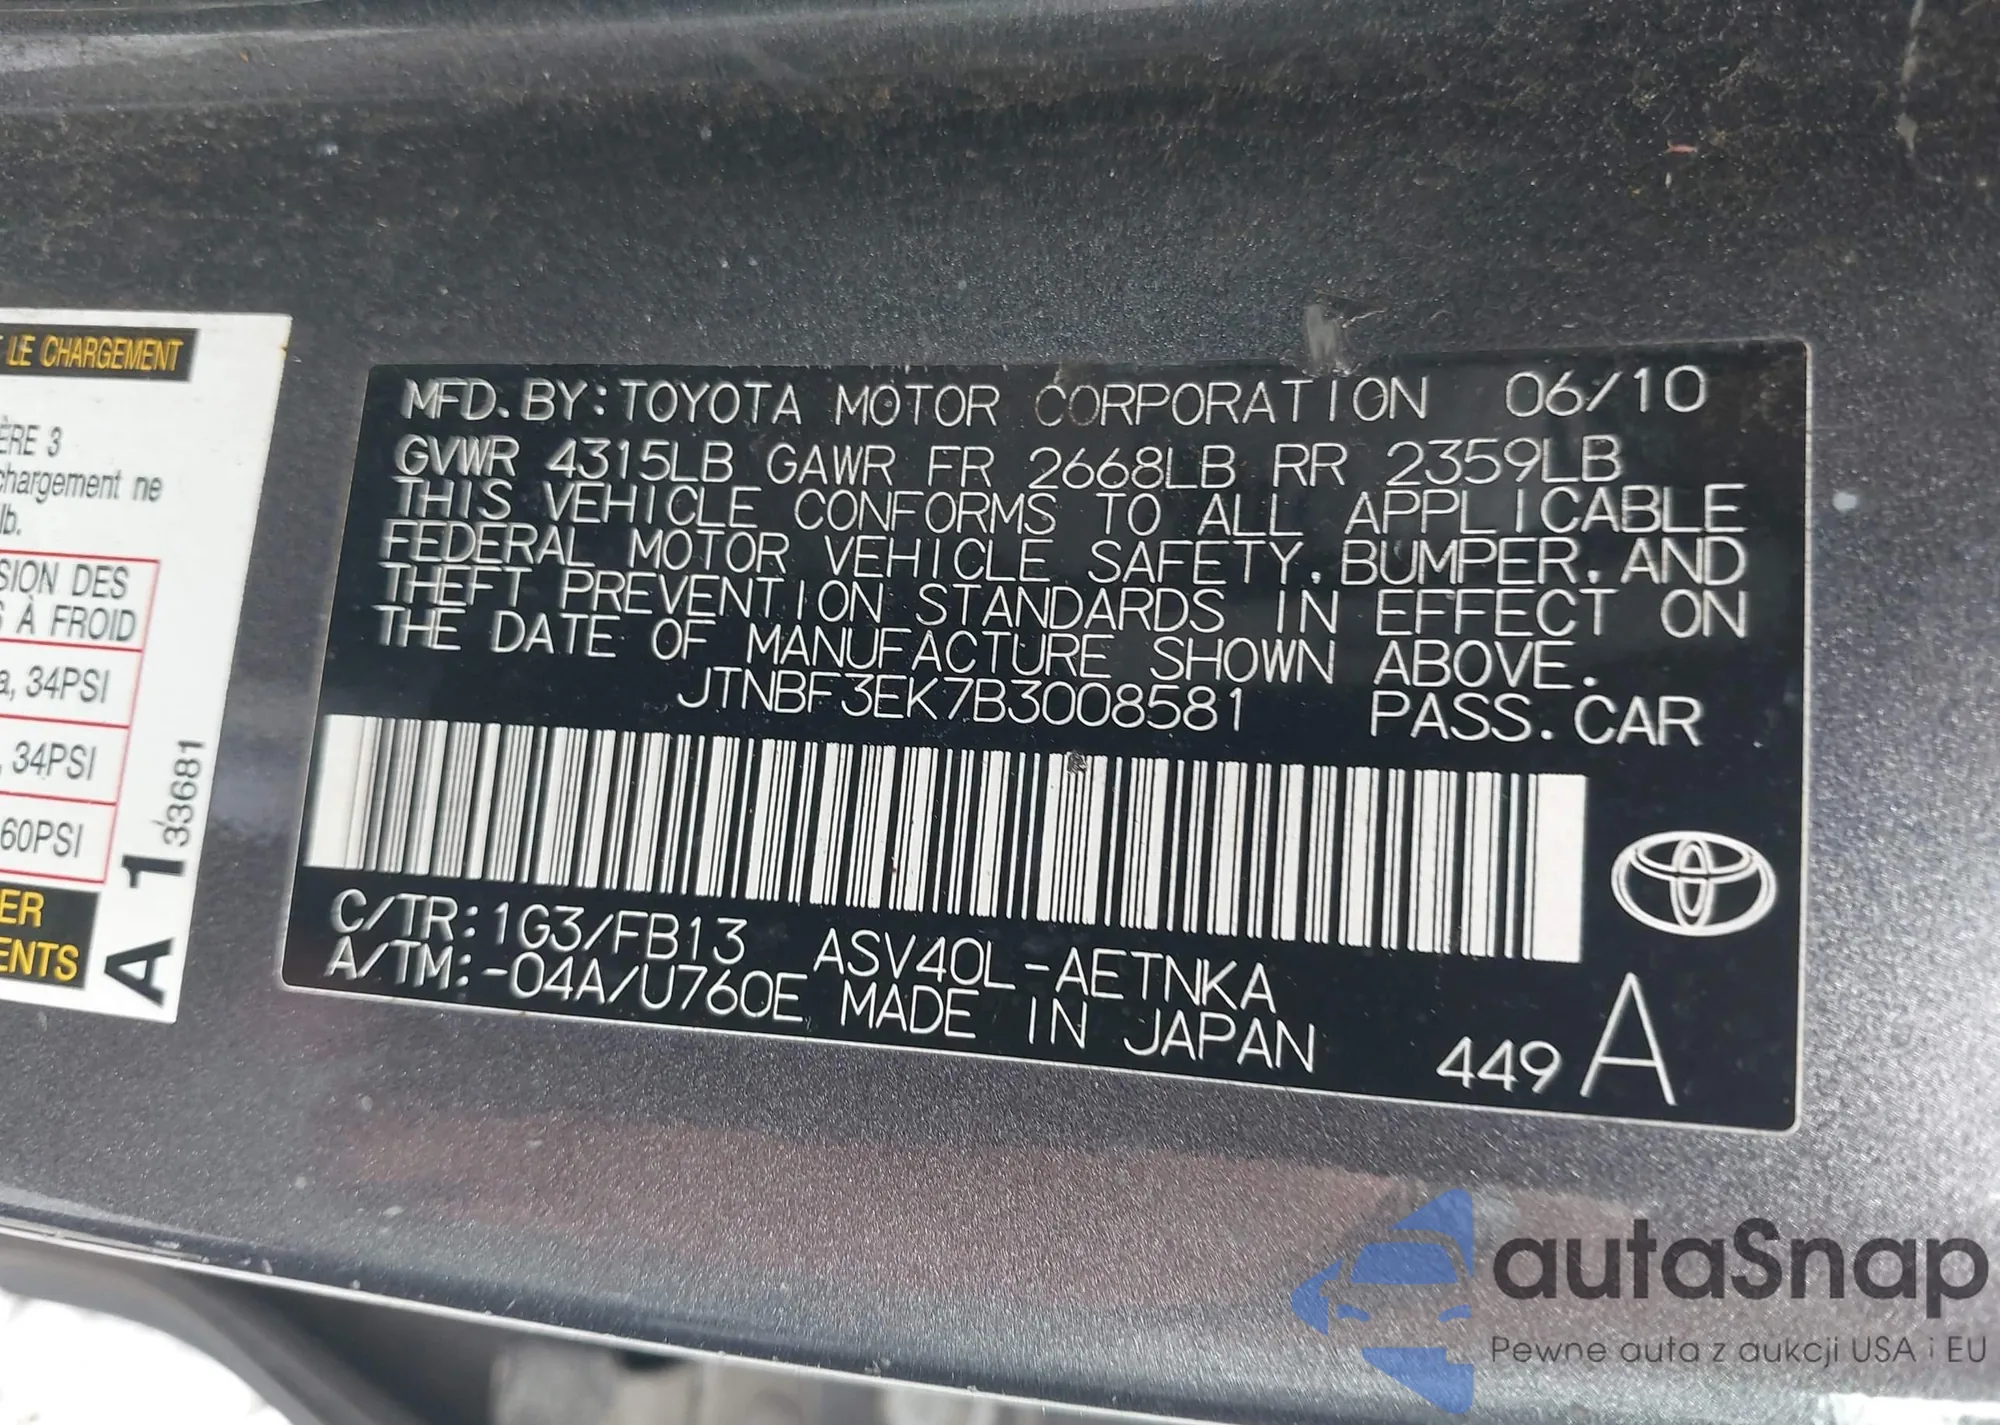 LE CHARGEMENT
ÈRE 3
chargement ne
lb.
SION DES
À FROID
34PSI
34PSI
60PSI
ER
ENTS
A 1
33681
MFD. BY: TOYOTA MOTOR CORPORATION 06/10
GVWR 4315LB GAWR FR 2668LB RR 2359LB
THIS VEHICLE CONFORMS TO ALL APPLICABLE
FEDERAL MOTOR VEHICLE SAFETY, BUMPER, AND
THEFT PREVENTION STANDARDS IN EFFECT ON
THE DATE OF MANUFACTURE SHOWN ABOVE.
JTNBF3EK7B3008581 PASS. CAR
C/TR: 1G3/FB13 ASV40L-AETNKA
A/TM: -04A/U760E MADE IN JAPAN
449 A
autaSnap
Pewne auta z aukcji USA i EU